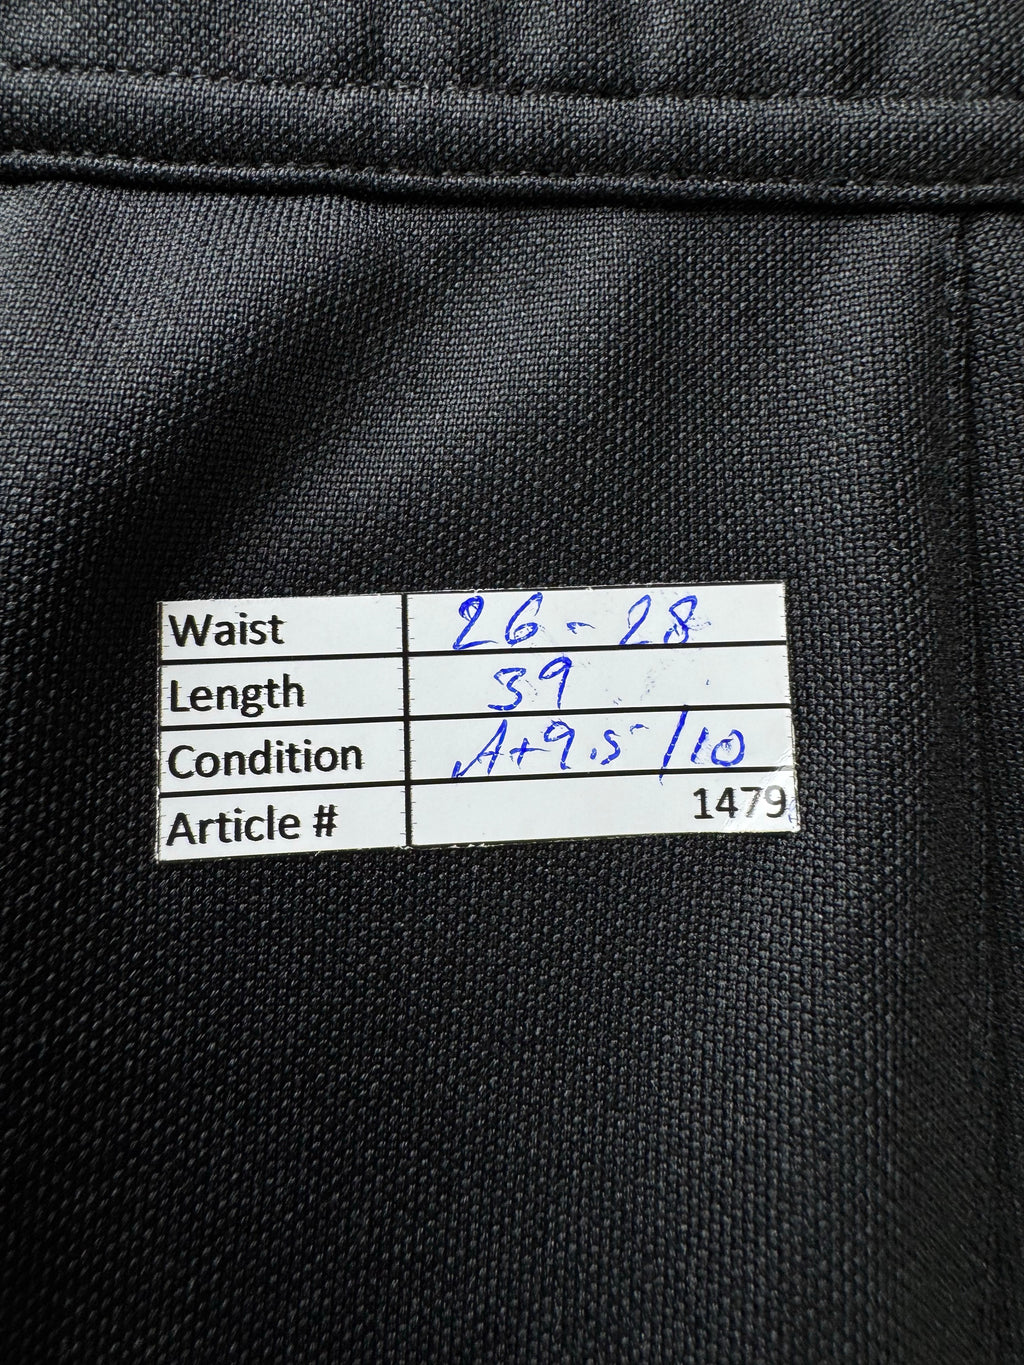 Waist 26 - 28
Length 39
Condition A+9.5/10
Article # 1479